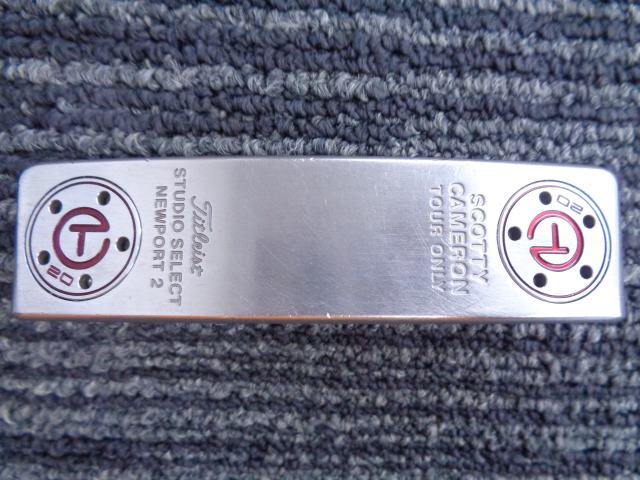 Titleist
STUDIO SELECT
NEWPORT 2
SCOTTY
CAMERON
TOUR ONLY
20
20